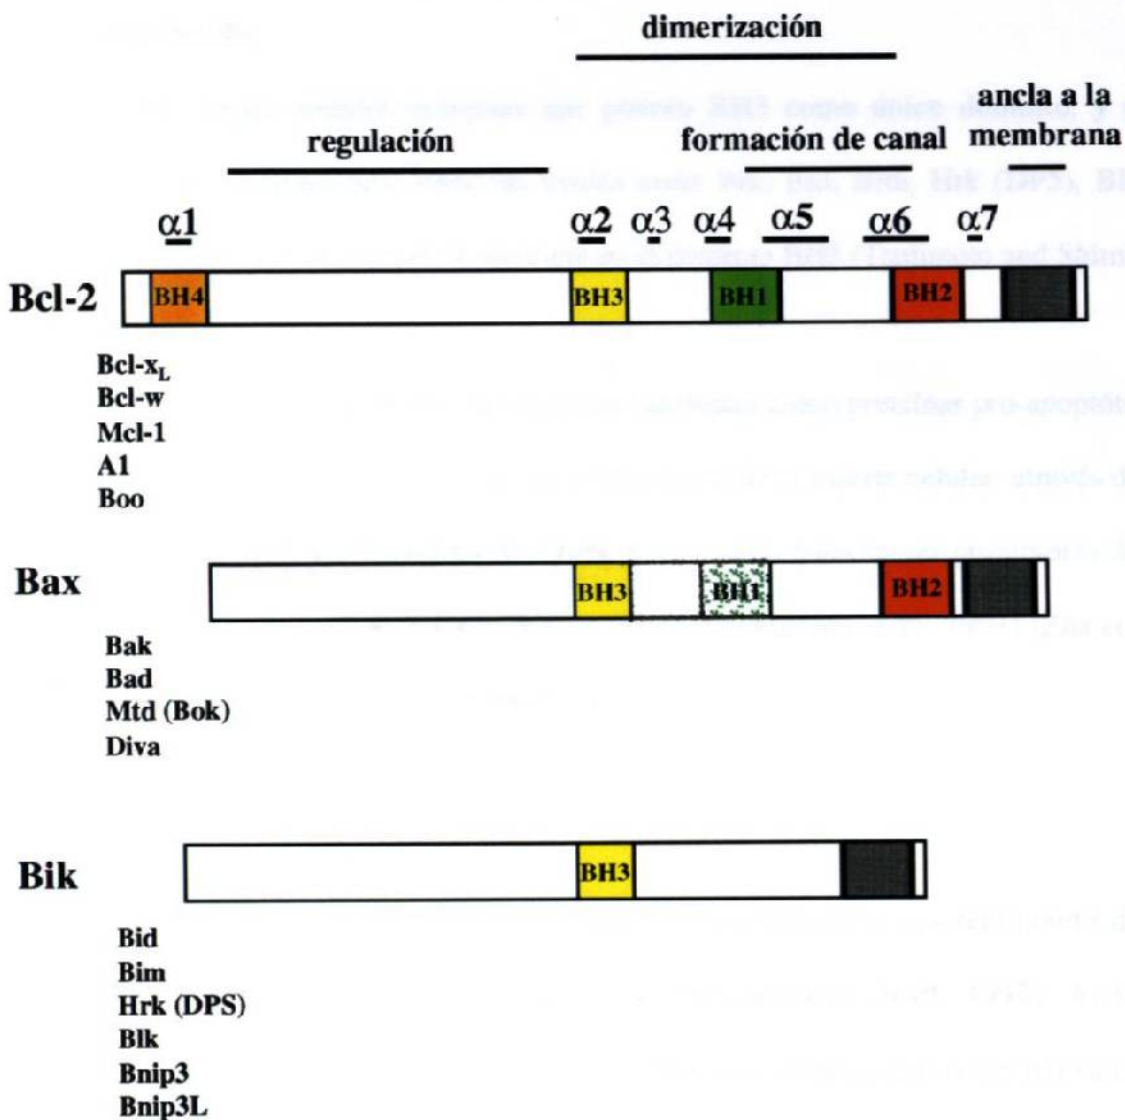 dimerización
ancla a la
regulación formación de canal membrana
α1 α2 α3 α4 α5 α6 α7
Bcl-2 BH4 BH3 BH1 BH2
Bcl-xL
Bcl-w
Mcl-1
A1
Boo
Bax BH3 BH1 BH2
Bak
Bad
Mtd (Bok)
Diva
Bik BH3
Bid
Bim
Hrk (DPS)
Blk
Bnip3
Bnip3L